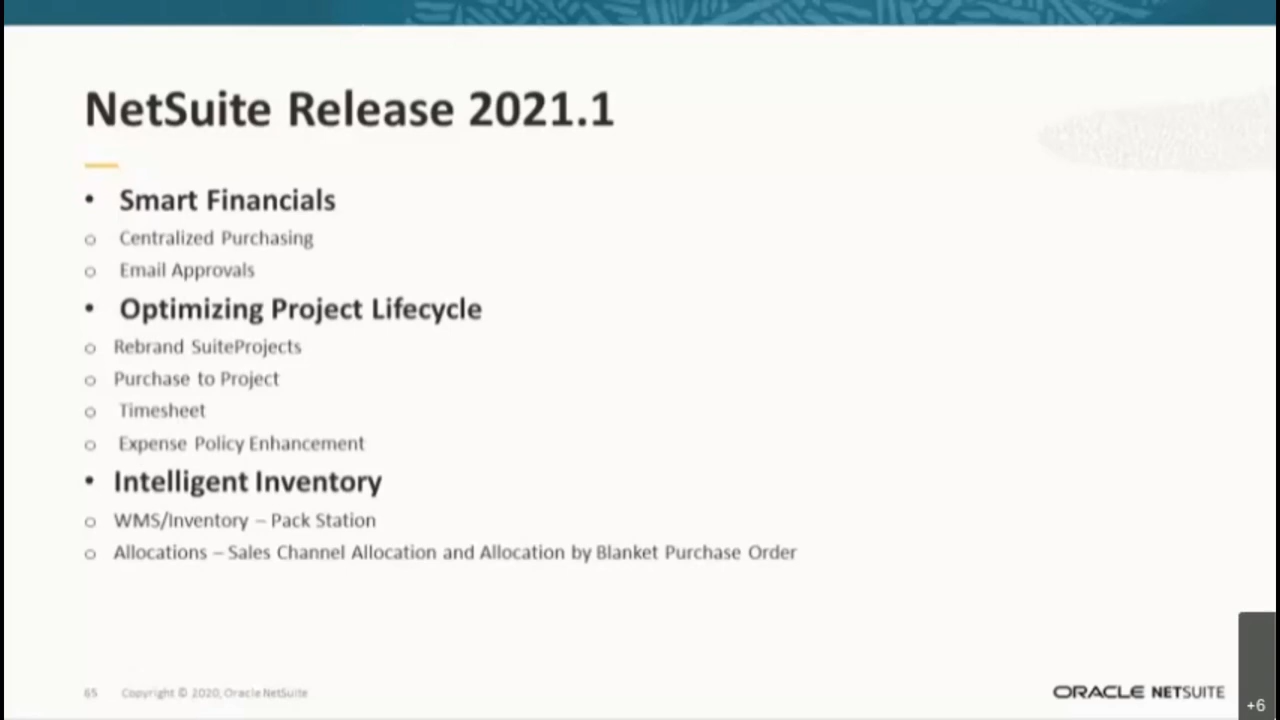 NetSuite Release 2021.1
• Smart Financials
o Centralized Purchasing
o Email Approvals
• Optimizing Project Lifecycle
o Rebrand SuiteProjects
o Purchase to Project
o Timesheet
o Expense Policy Enhancement
• Intelligent Inventory
o WMS/Inventory – Pack Station
o Allocations – Sales Channel Allocation and Allocation by Blanket Purchase Order
65 Copyright © 2020, Oracle NetSuite
ORACLE NETSUITE
+6